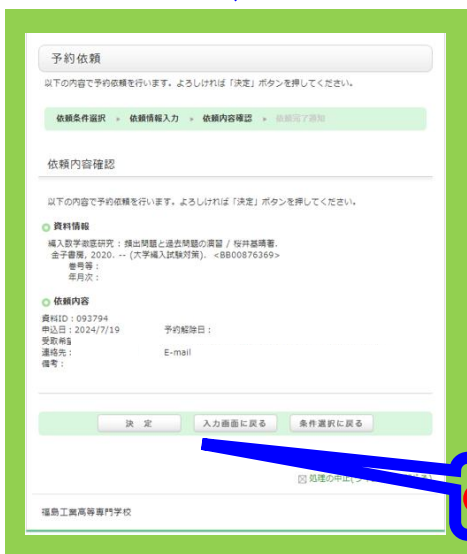 予約依頼
以下の内容で予約依頼を行います。よろしければ「決定」ボタンを押してください。
依頼条件選択 » 依頼情報入力 » 依頼内容確認 » 依頼完了通知
依頼内容確認
以下の内容で予約依頼を行います。よろしければ「決定」ボタンを押してください。
資料情報
編入数学徹底研究 : 頻出問題と過去問題の演習 / 桜井基晴著.
金子書房, 2020. -- (大学編入試験対策). <BB00876369>
巻号等 :
年月次 :
依頼内容
資料ID : 093794
申込日 : 2024/7/19 予約解除日 :
受取希望
連絡先 : E-mail
備考 :
決 定 入力画面に戻る 条件選択に戻る
処理の中止(
福島工業高等専門学校